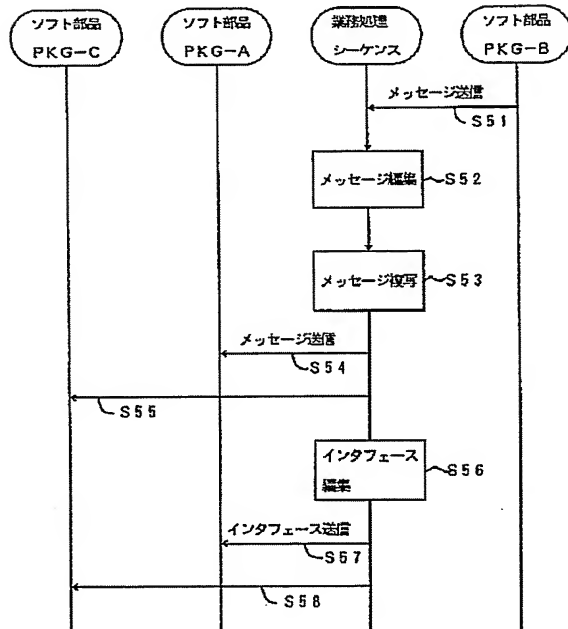 ソフト部品
PKG-C
ソフト部品
PKG-A
業務処理
シーケンス
ソフト部品
PKG-B
メッセージ送信
S51
メッセージ編集
S52
メッセージ複写
S53
メッセージ送信
S54
S55
インタフェース
編集
S56
インタフェース送信
S57
S58